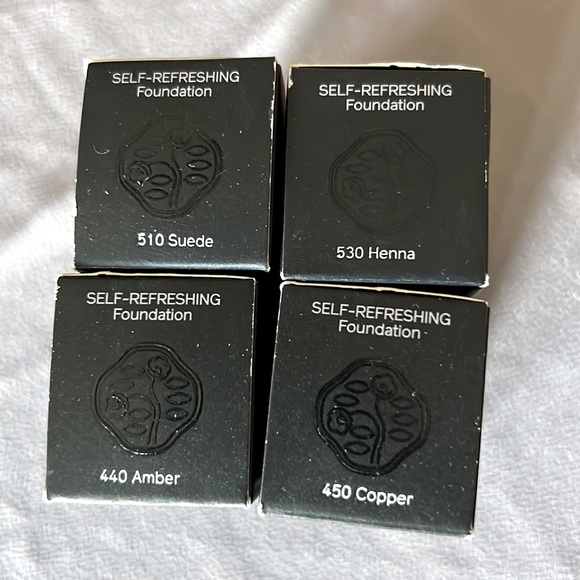 SELF-REFRESHING
Foundation
510 Suede
SELF-REFRESHING
Foundation
530 Henna
SELF-REFRESHING
Foundation
440 Amber
SELF-REFRESHING
Foundation
450 Copper